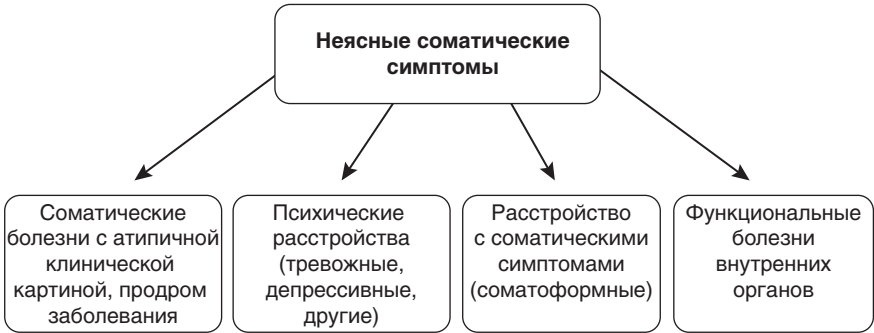 Неясные соматические
симптомы
Соматические
болезни с атипичной
клинической
картиной, продром
заболевания
Психические
расстройства
(тревожные,
депрессивные,
другие)
Расстройство
с соматическими
симптомами
(соматоформные)
Функциональные
болезни
внутренних
органов